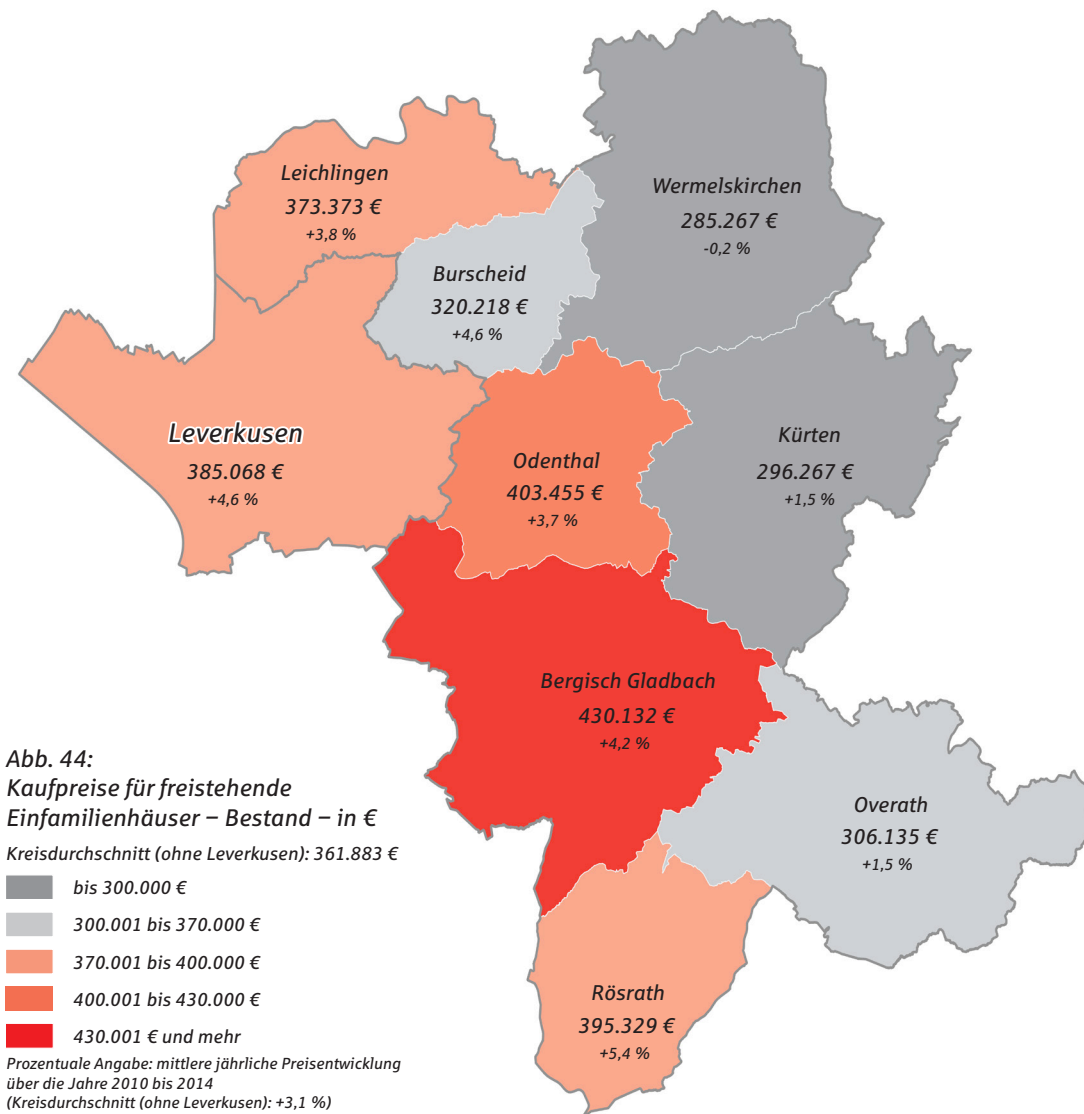 Leichlingen
373.373 €
+3,8 %
Wermelskirchen
285.267 €
-0,2 %
Burscheid
320.218 €
+4,6 %
Leverkusen
385.068 €
+4,6 %
Odenthal
403.455 €
+3,7 %
Kürten
296.267 €
+1,5 %
Bergisch Gladbach
430.132 €
+4,2 %
Overath
306.135 €
+1,5 %
Rösrath
395.329 €
+5,4 %
Abb. 44:
Kaufpreise für freistehende
Einfamilienhäuser – Bestand – in €
Kreisdurchschnitt (ohne Leverkusen): 361.883 €
bis 300.000 €
300.001 bis 370.000 €
370.001 bis 400.000 €
400.001 bis 430.000 €
430.001 € und mehr
Prozentuale Angabe: mittlere jährliche Preisentwicklung
über die Jahre 2010 bis 2014
(Kreisdurchschnitt (ohne Leverkusen): +3,1 %)